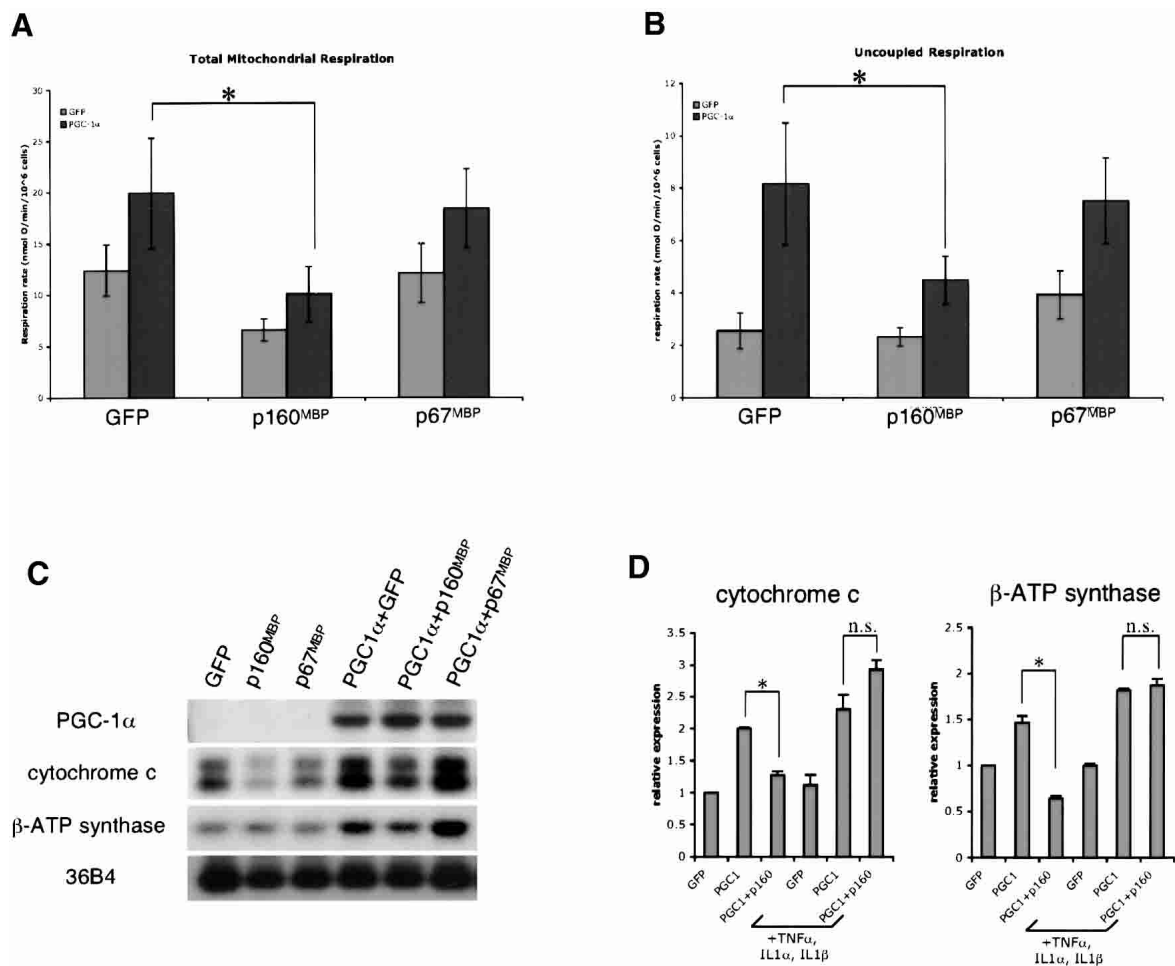 A
Total Mitochondrial Respiration
GFP
PGC-1α
*
Respiration rate (nmol O/min/10^6 cells)
30
25
20
15
10
5
0
GFP p160MBP p67MBP
B
Uncoupled Respiration
GFP
PGC-1α
*
respiration rate (nmol O/min/10^6 cells)
12
10
8
6
4
2
0
GFP p160MBP p67MBP
C
GFP
p160MBP
p67MBP
PGC1α+GFP
PGC1α+p160MBP
PGC1α+p67MBP
PGC-1α
cytochrome c
β-ATP synthase
36B4
D
cytochrome c
relative expression
3.5
3
2.5
2
1.5
1
0.5
0
*
n.s.
GFP
PGC1
PGC1+p160
GFP
PGC1
PGC1+p160
+TNFα,
IL1α, IL1β
β-ATP synthase
relative expression
2.5
2
1.5
1
0.5
0
*
n.s.
GFP
PGC1
PGC1+p160
GFP
PGC1
PGC1+p160
+TNFα,
IL1α, IL1β